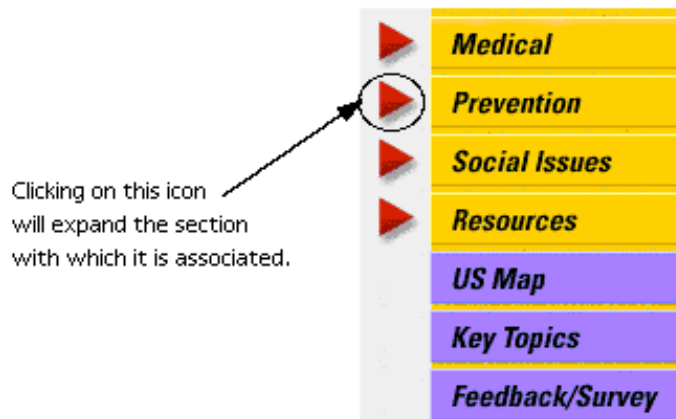 Medical
Prevention
Social Issues
Resources
US Map
Key Topics
Feedback/Survey
Clicking on this icon
will expand the section
with which it is associated.